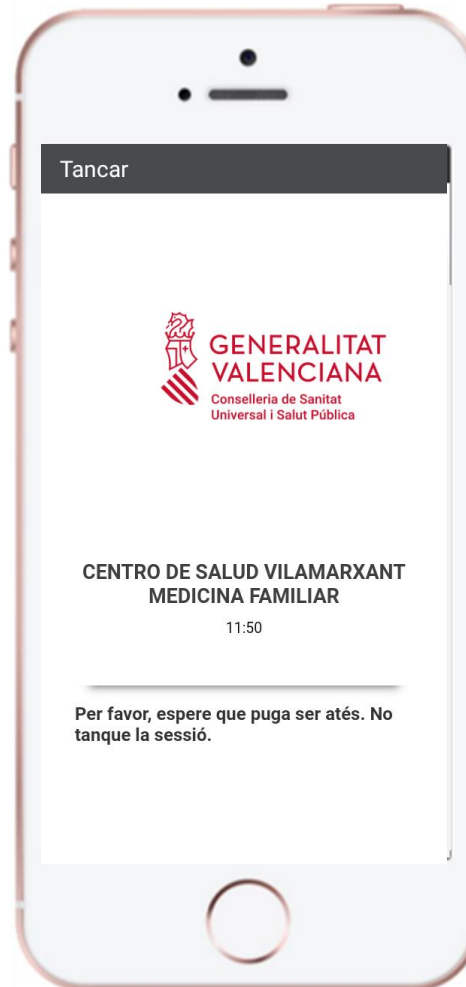 Tancar
GENERALITAT
VALENCIANA
Conselleria de Sanitat
Universal i Salut Pública
CENTRO DE SALUD VILAMARXANT
MEDICINA FAMILIAR
11:50
Per favor, espere que puga ser atés. No
tanque la sessió.